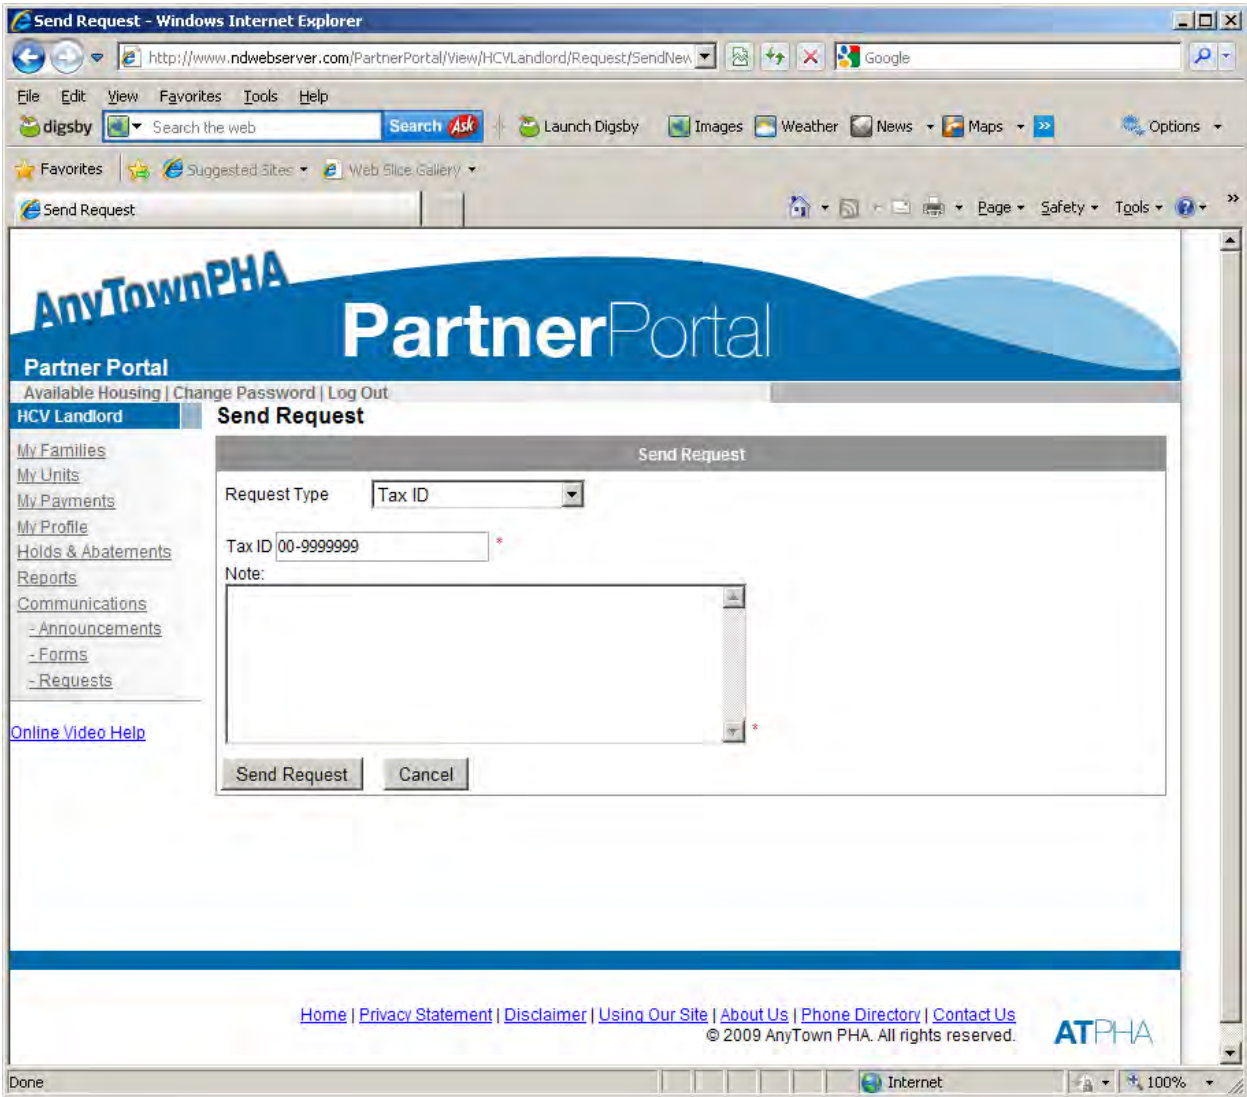 Send Request - Windows Internet Explorer
http://www.ndwebserver.com/PartnerPortal/View/HCVLandlord/Request/SendNew
Google
File Edit View Favorites Tools Help
digsby Search the web Search Ask Launch Digsby Images Weather News Maps >> Options
Favorites Suggested Sites Web Slice Gallery
Send Request
Page Safety Tools »
AnyTownPHA
PartnerPortal
Partner Portal
Available Housing | Change Password | Log Out
HCV Landlord
Send Request
My Families
My Units
My Payments
My Profile
Holds & Abatements
Reports
Communications
- Announcements
- Forms
- Requests
Online Video Help
Send Request
Request Type Tax ID
Tax ID 00-9999999 *
Note:
*
Send Request Cancel
Home | Privacy Statement | Disclaimer | Using Our Site | About Us | Phone Directory | Contact Us
© 2009 AnyTown PHA. All rights reserved.
ATPHA
Done Internet 100%